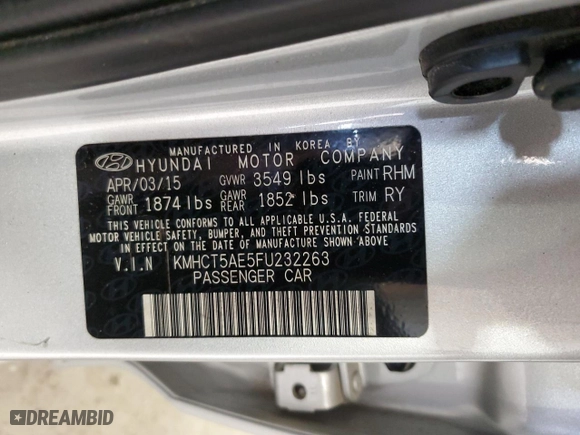 MANUFACTURED IN KOREA BY
HYUNDAI MOTOR COMPANY
APR/03/15 GVWR 3549 lbs PAINT RHM
GAWR FRONT 1874 lbs GAWR REAR 1852 lbs TRIM RY
THIS VEHICLE CONFORMS TO ALL APPLICABLE U.S.A. FEDERAL
MOTOR VEHICLE SAFETY, BUMPER, AND THEFT PREVENTION STANDARDS
IN EFFECT ON THE DATE OF MANUFACTURE SHOWN ABOVE.
V.I.N KMHCT5AE5FU232263
PASSENGER CAR
DREAMBID